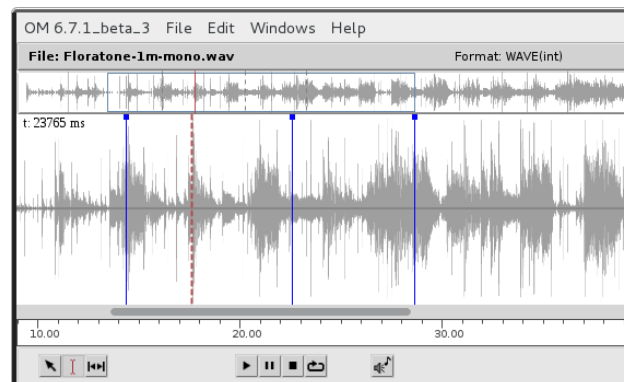 OM 6.7.1_beta_3 File Edit Windows Help
File: Floratone-1m-mono.wav Format: WAVE(int)
t: 23765 ms
10.00 20.00 30.00